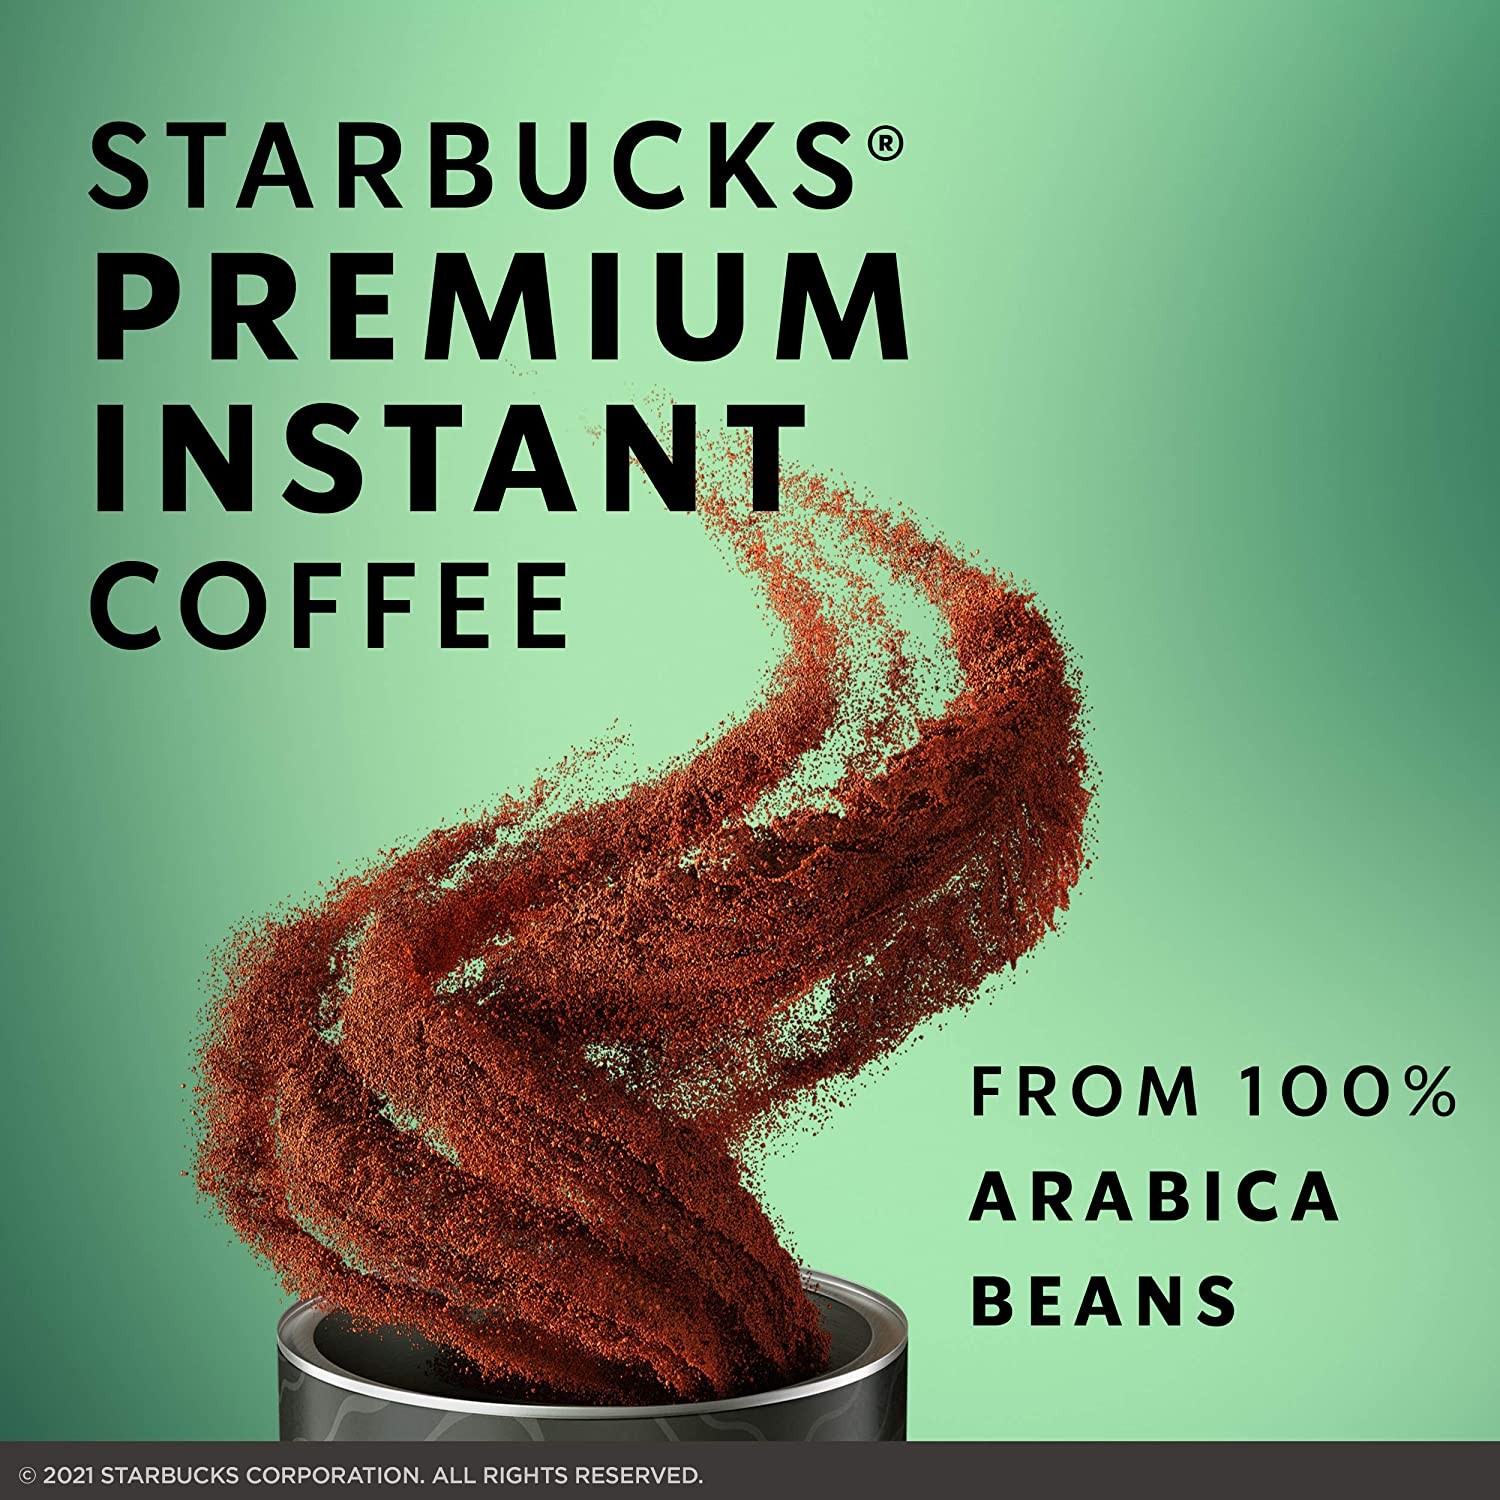 STARBUCKS®
PREMIUM
INSTANT
COFFEE
FROM 100%
ARABICA
BEANS
© 2021 STARBUCKS CORPORATION. ALL RIGHTS RESERVED.